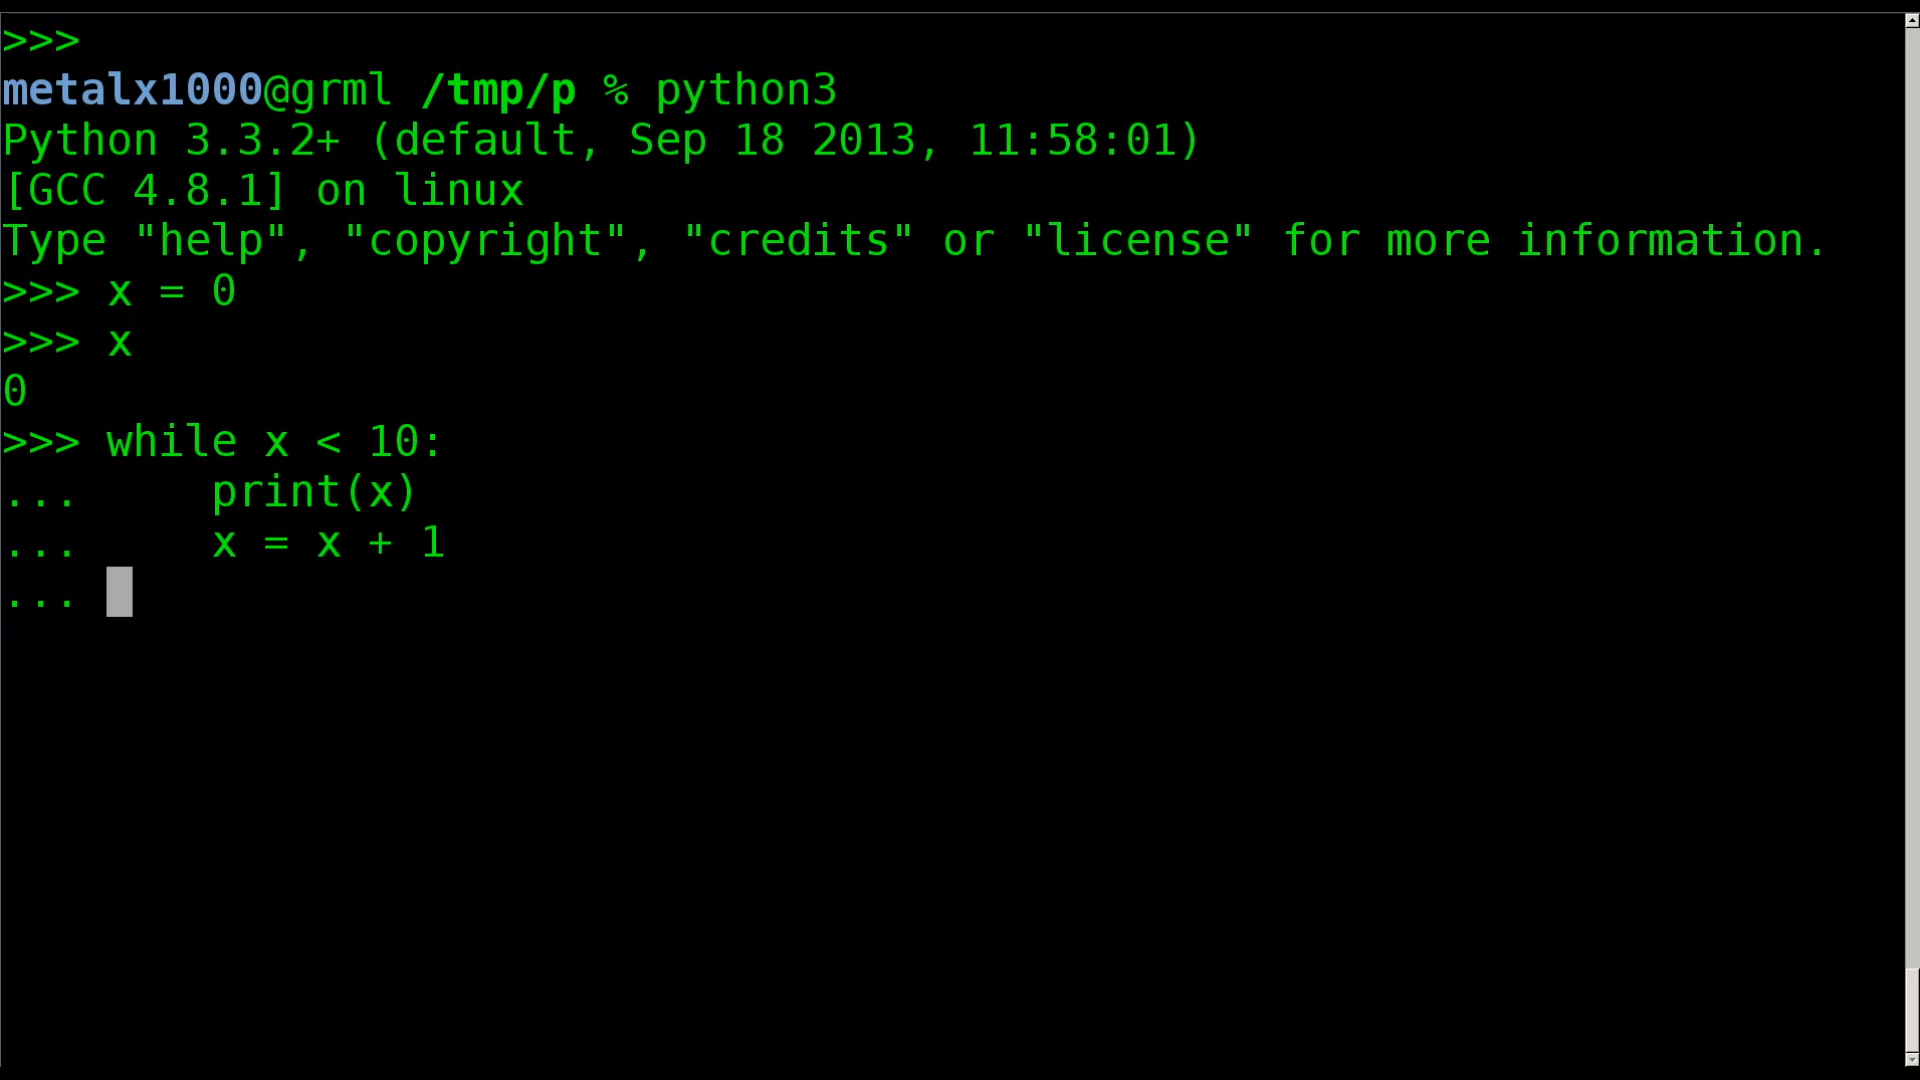 >>>
metalx1000@grml /tmp/p % python3
Python 3.3.2+ (default, Sep 18 2013, 11:58:01)
[GCC 4.8.1] on linux
Type "help", "copyright", "credits" or "license" for more information.
>>> x = 0
>>> x
0
>>> while x < 10:
...     print(x)
...     x = x + 1
...